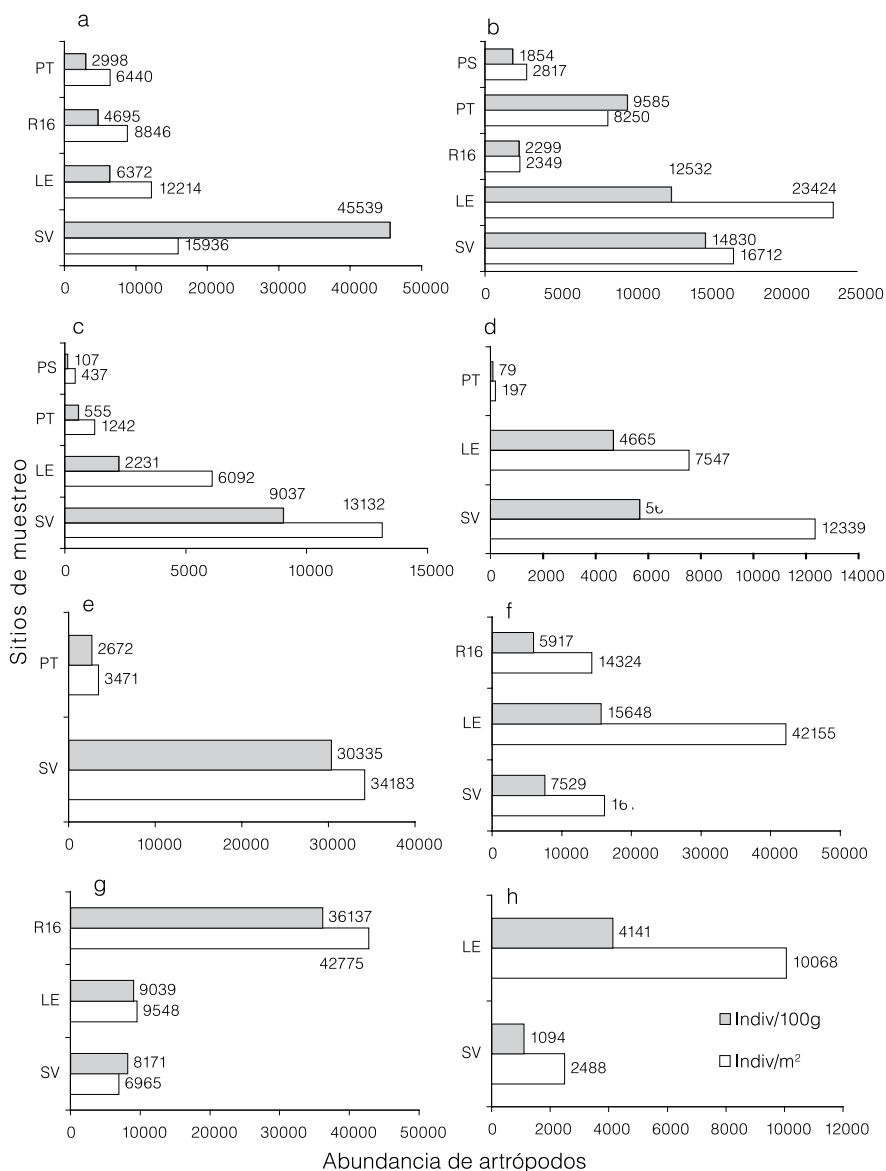 a
PT
2998
6440
R16
4695
8846
LE
6372
12214
SV
45539
15936
0 10000 20000 30000 40000 50000
b
PS
1854
2817
PT
9585
8250
R16
2299
2349
LE
12532
23424
SV
14830
16712
0 5000 10000 15000 20000 25000
c
PS
107
437
PT
555
1242
LE
2231
6092
SV
9037
13132
0 5000 10000 15000
d
PT
79
197
LE
4665
7547
SV
12339
0 2000 4000 6000 8000 10000 12000 14000
Sitios de muestreo
e
PT
2672
3471
SV
30335
34183
0 10000 20000 30000 40000
f
R16
5917
14324
LE
15648
42155
SV
7529
0 10000 20000 30000 40000 50000
g
R16
36137
42775
LE
9039
9548
SV
8171
6965
0 10000 20000 30000 40000 50000
h
LE
4141
10068
SV
1094
2488
Indiv/100g
Indiv/m²
0 2000 4000 6000 8000 10000 12000
Abundancia de artrópodos